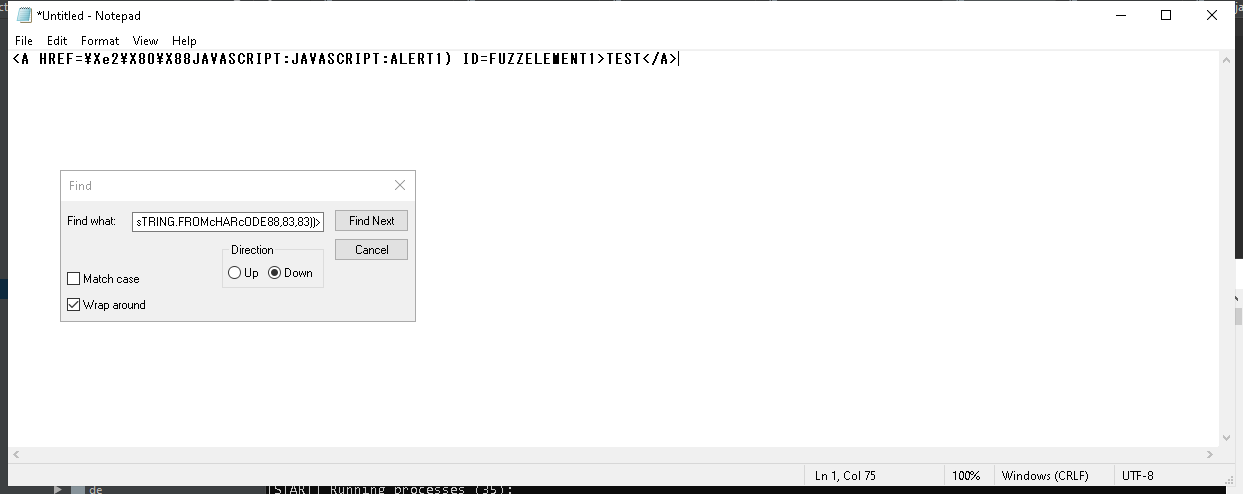 *Untitled - Notepad
File Edit Format View Help
<A HREF=¥Xe2¥X80¥X88JAVASCRIPT:JAVASCRIPT:ALERT1) ID=FUZZELEMENT1>TEST</A>
Find
Find what: sTRING.FROMcHARcODE88,83,83))> Find Next
Direction Cancel
Up Down
Match case
Wrap around
Ln 1, Col 75 100% Windows (CRLF) UTF-8
de [START] Running processes (35):